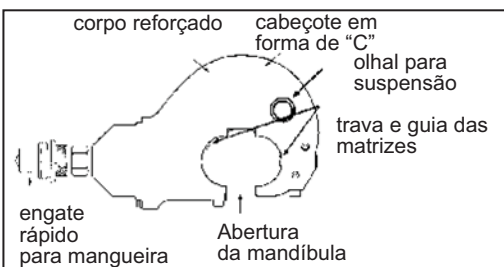 corpo reforçado
cabeçote em
forma de “C”
olhal para
suspensão
trava e guia das
matrizes
engate
rápido
para mangueira
Abertura
da mandíbula